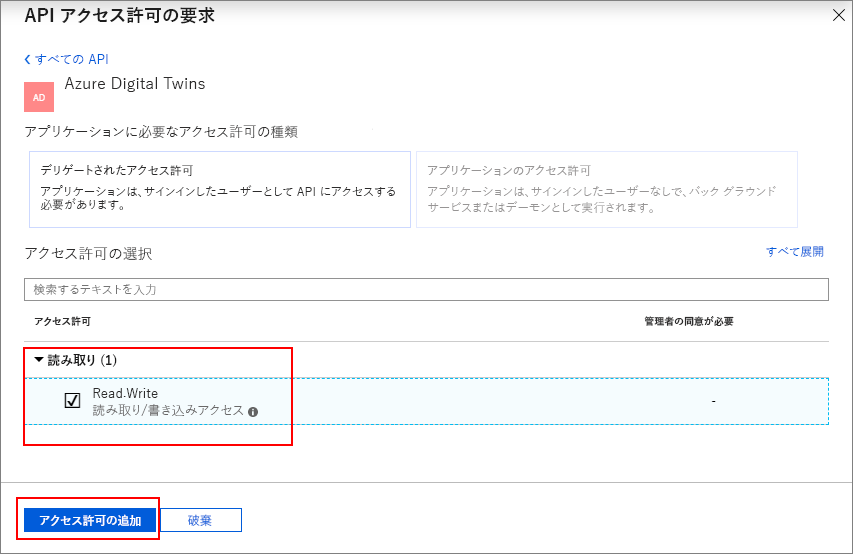 API アクセス許可の要求
すべての API
AD
Azure Digital Twins
アプリケーションに必要なアクセス許可の種類
デリゲートされたアクセス許可
アプリケーションは、サインインしたユーザーとして API にアクセスする
必要があります。
アプリケーションのアクセス許可
アプリケーションは、サインインしたユーザーなしで、バック グラウンド
サービスまたはデーモンとして実行されます。
アクセス許可の選択
すべて展開
検索するテキストを入力
アクセス許可
管理者の同意が必要
読み取り (1)
Read.Write
読み取り/書き込みアクセス
-
アクセス許可の追加
破棄